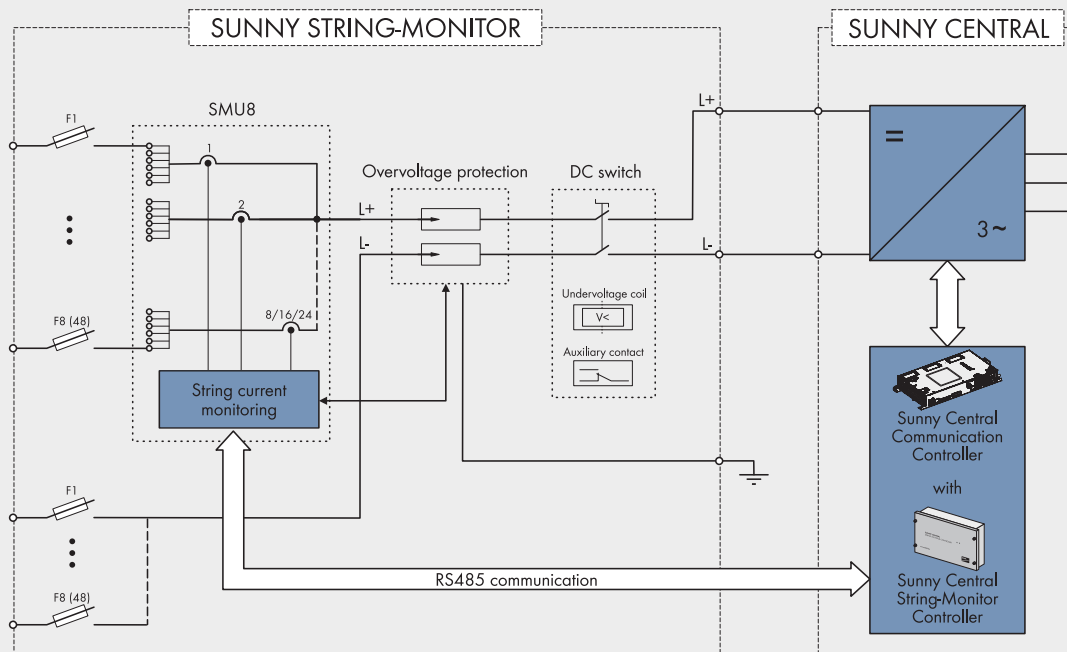 SUNNY STRING-MONITOR
SUNNY CENTRAL
SMU8
F1
1
2
8/16/24
F8 (48)
String current
monitoring
Overvoltage protection
L+
L-
DC switch
Undervoltage coil
V<
Auxiliary contact
L+
L-
=
3~
F1
F8 (48)
RS485 communication
Sunny Central
Communication
Controller
with
Sunny Central
String-Monitor
Controller